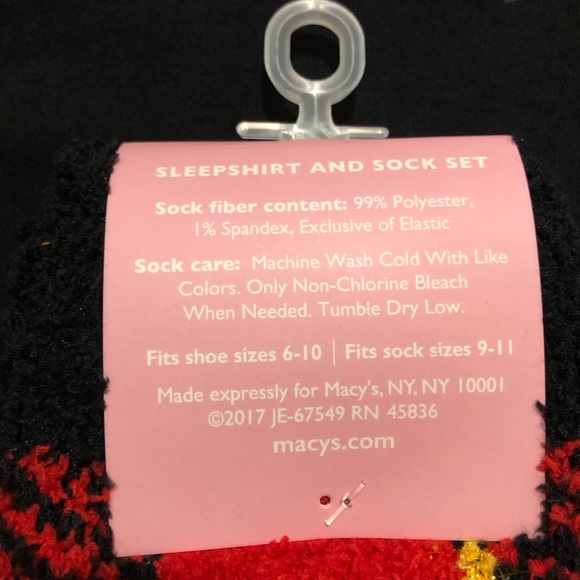 SLEEPSHIRT AND SOCK SET
Sock fiber content: 99% Polyester,
1% Spandex, Exclusive of Elastic
Sock care: Machine Wash Cold With Like
Colors. Only Non-Chlorine Bleach
When Needed. Tumble Dry Low.
Fits shoe sizes 6-10 | Fits sock sizes 9-11
Made expressly for Macy's, NY, NY 10001
©2017 JE-67549 RN 45836
macys.com